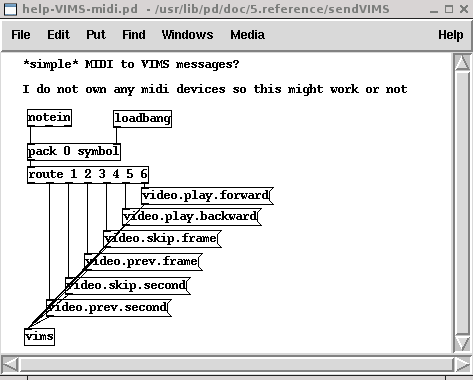 help-VIMS-midi.pd - /usr/lib/pd/doc/5.reference/sendVIMS
File Edit Put Find Windows Media Help
*simple* MIDI to VIMS messages?
I do not own any midi devices so this might work or not
notein loadbang
pack 0 symbol
route 1 2 3 4 5 6
video.play.forward
video.play.backward
video.skip.frame
video.prev.frame
video.skip.second
video.prev.second
vims